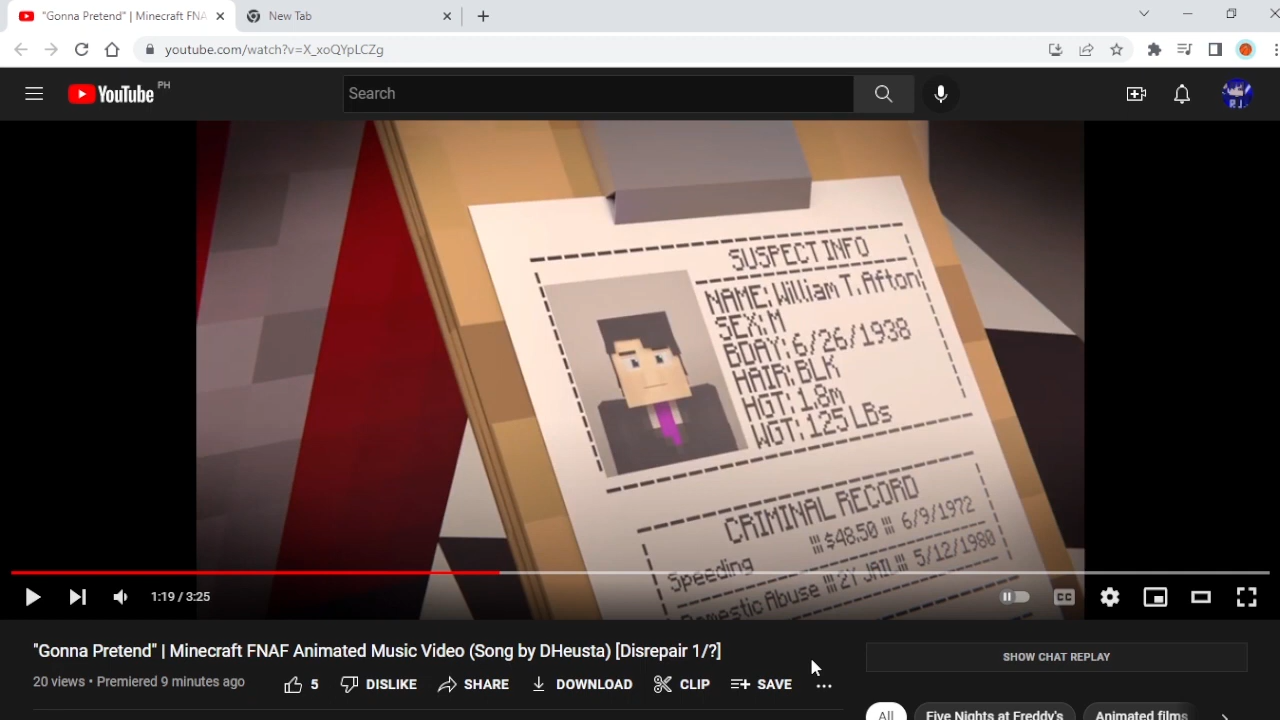 "Gonna Pretend" | Minecraft FNA
New Tab
youtube.com/watch?v=X_xoQYpLCZg
YouTube PH
Search
SUSPECT INFO
NAME: William T. Afton
SEX: M
BDAY: 6/26/1938
HAIR: BLK
HGT: 1.8m
WGT: 125 LBs
CRIMINAL RECORD
Speeding ||| $48.50 ||| 6/9/1972
Domestic Abuse ||| 2Y JAIL ||| 5/12/1980
1:19 / 3:25
CC
"Gonna Pretend" | Minecraft FNAF Animated Music Video (Song by DHeusta) [Disrepair 1/?]
20 views • Premiered 9 minutes ago
5 DISLIKE SHARE DOWNLOAD CLIP SAVE
SHOW CHAT REPLAY
All Five Nights at Freddy's Animated films